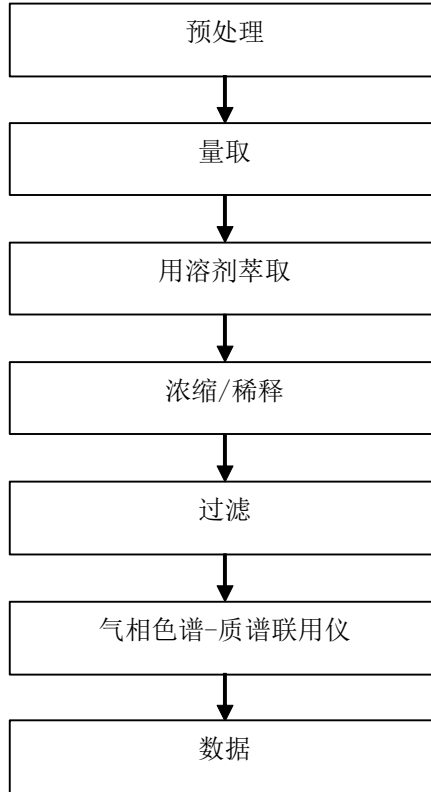 预处理
量取
用溶剂萃取
浓缩/稀释
过滤
气相色谱-质谱联用仪
数据